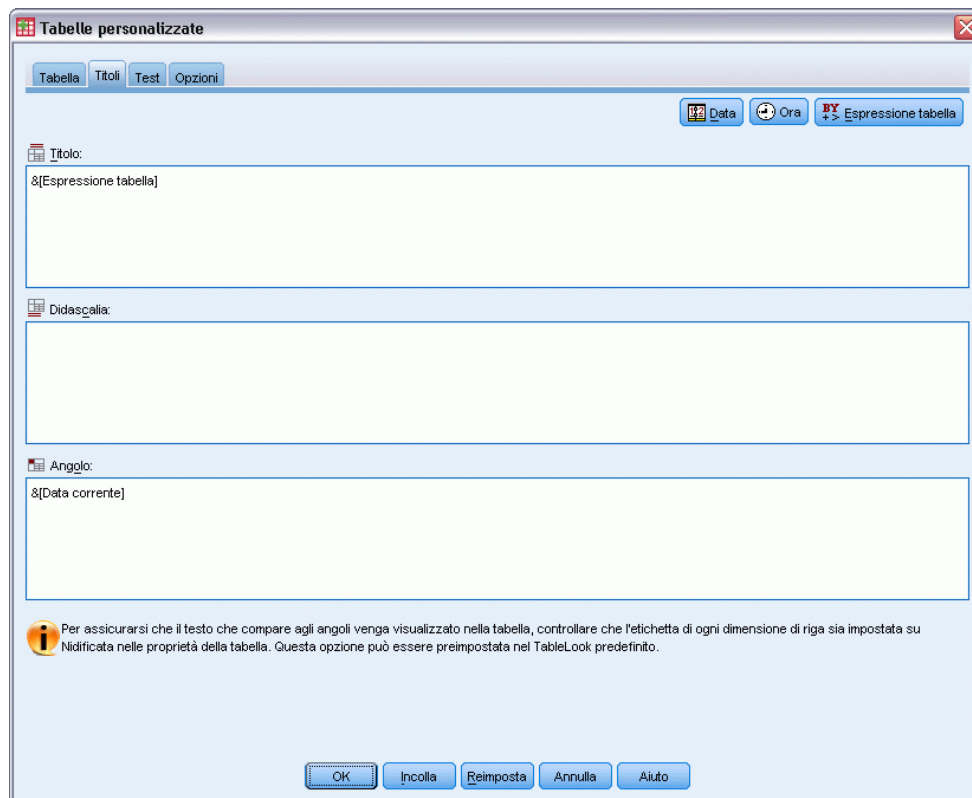 Tabelle personalizzate
Tabella Titoli Test Opzioni
Data Ora BY Espressione tabella
Titolo:
&[Espressione tabella]
Didascalia:
Angolo:
&[Data corrente]
Per assicurarsi che il testo che compare agli angoli venga visualizzato nella tabella, controllare che l'etichetta di ogni dimensione di riga sia impostata su
Nidificata nelle proprietà della tabella. Questa opzione può essere preimpostata nel TableLook predefinito.
OK Incolla Reimposta Annulla Aiuto